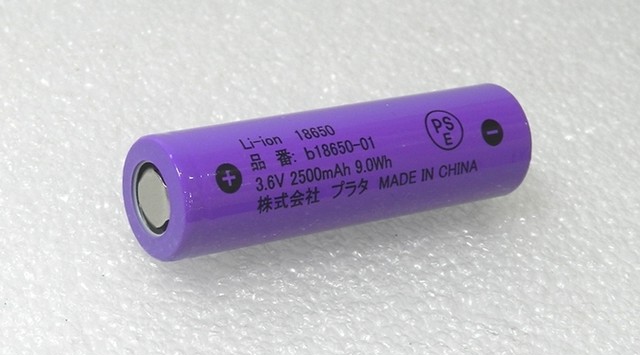 Li-ion 18650
品 番: b18650-01
3.6V 2500mAh 9.0Wh
株式会社 プラタ MADE IN CHINA
PSE
+
-